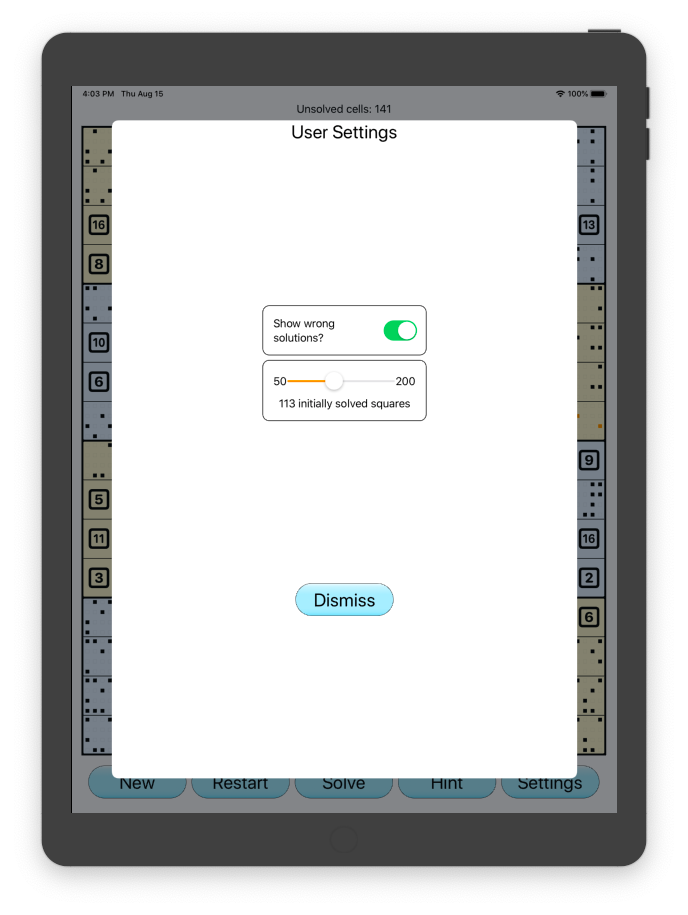 4:03 PM Thu Aug 15
100%
Unsolved cells: 141
User Settings
16
13
8
Show wrong
solutions?
10
6
50
200
113 initially solved squares
9
5
11
16
3
2
Dismiss
6
New
Restart
Solve
Hint
Settings